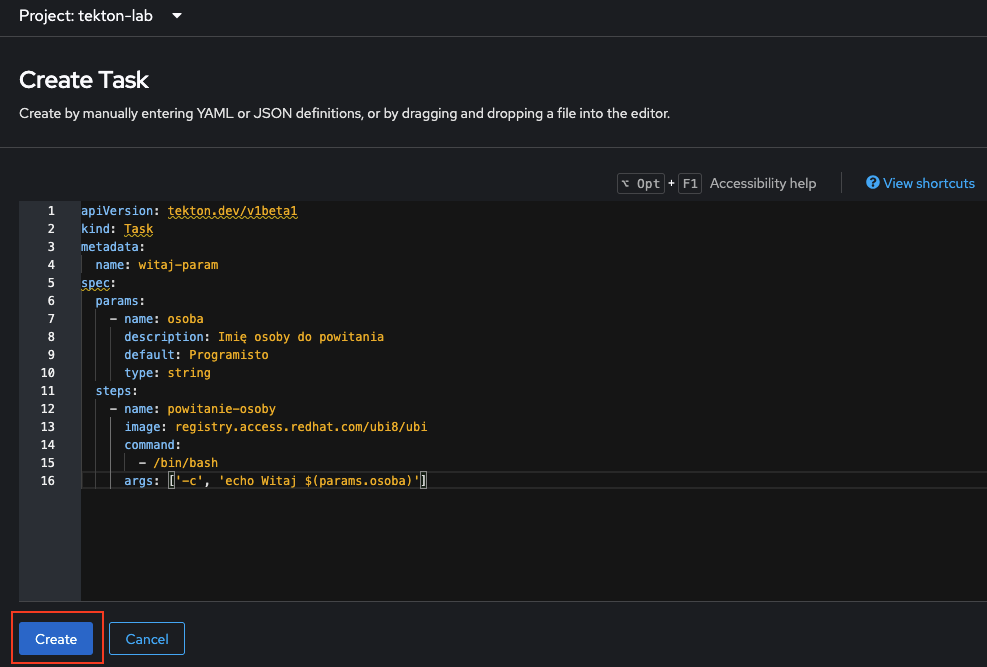 Project: tekton-lab
Create Task
Create by manually entering YAML or JSON definitions, or by dragging and dropping a file into the editor.
⌥ Opt + F1 Accessibility help View shortcuts
1 apiVersion: tekton.dev/v1beta1
2 kind: Task
3 metadata:
4   name: witaj-param
5 spec:
6   params:
7     - name: osoba
8       description: Imię osoby do powitania
9       default: Programisto
10       type: string
11   steps:
12     - name: powitanie-osoby
13       image: registry.access.redhat.com/ubi8/ubi
14       command:
15         - /bin/bash
16       args: ['-c', 'echo Witaj $(params.osoba)']
Create Cancel